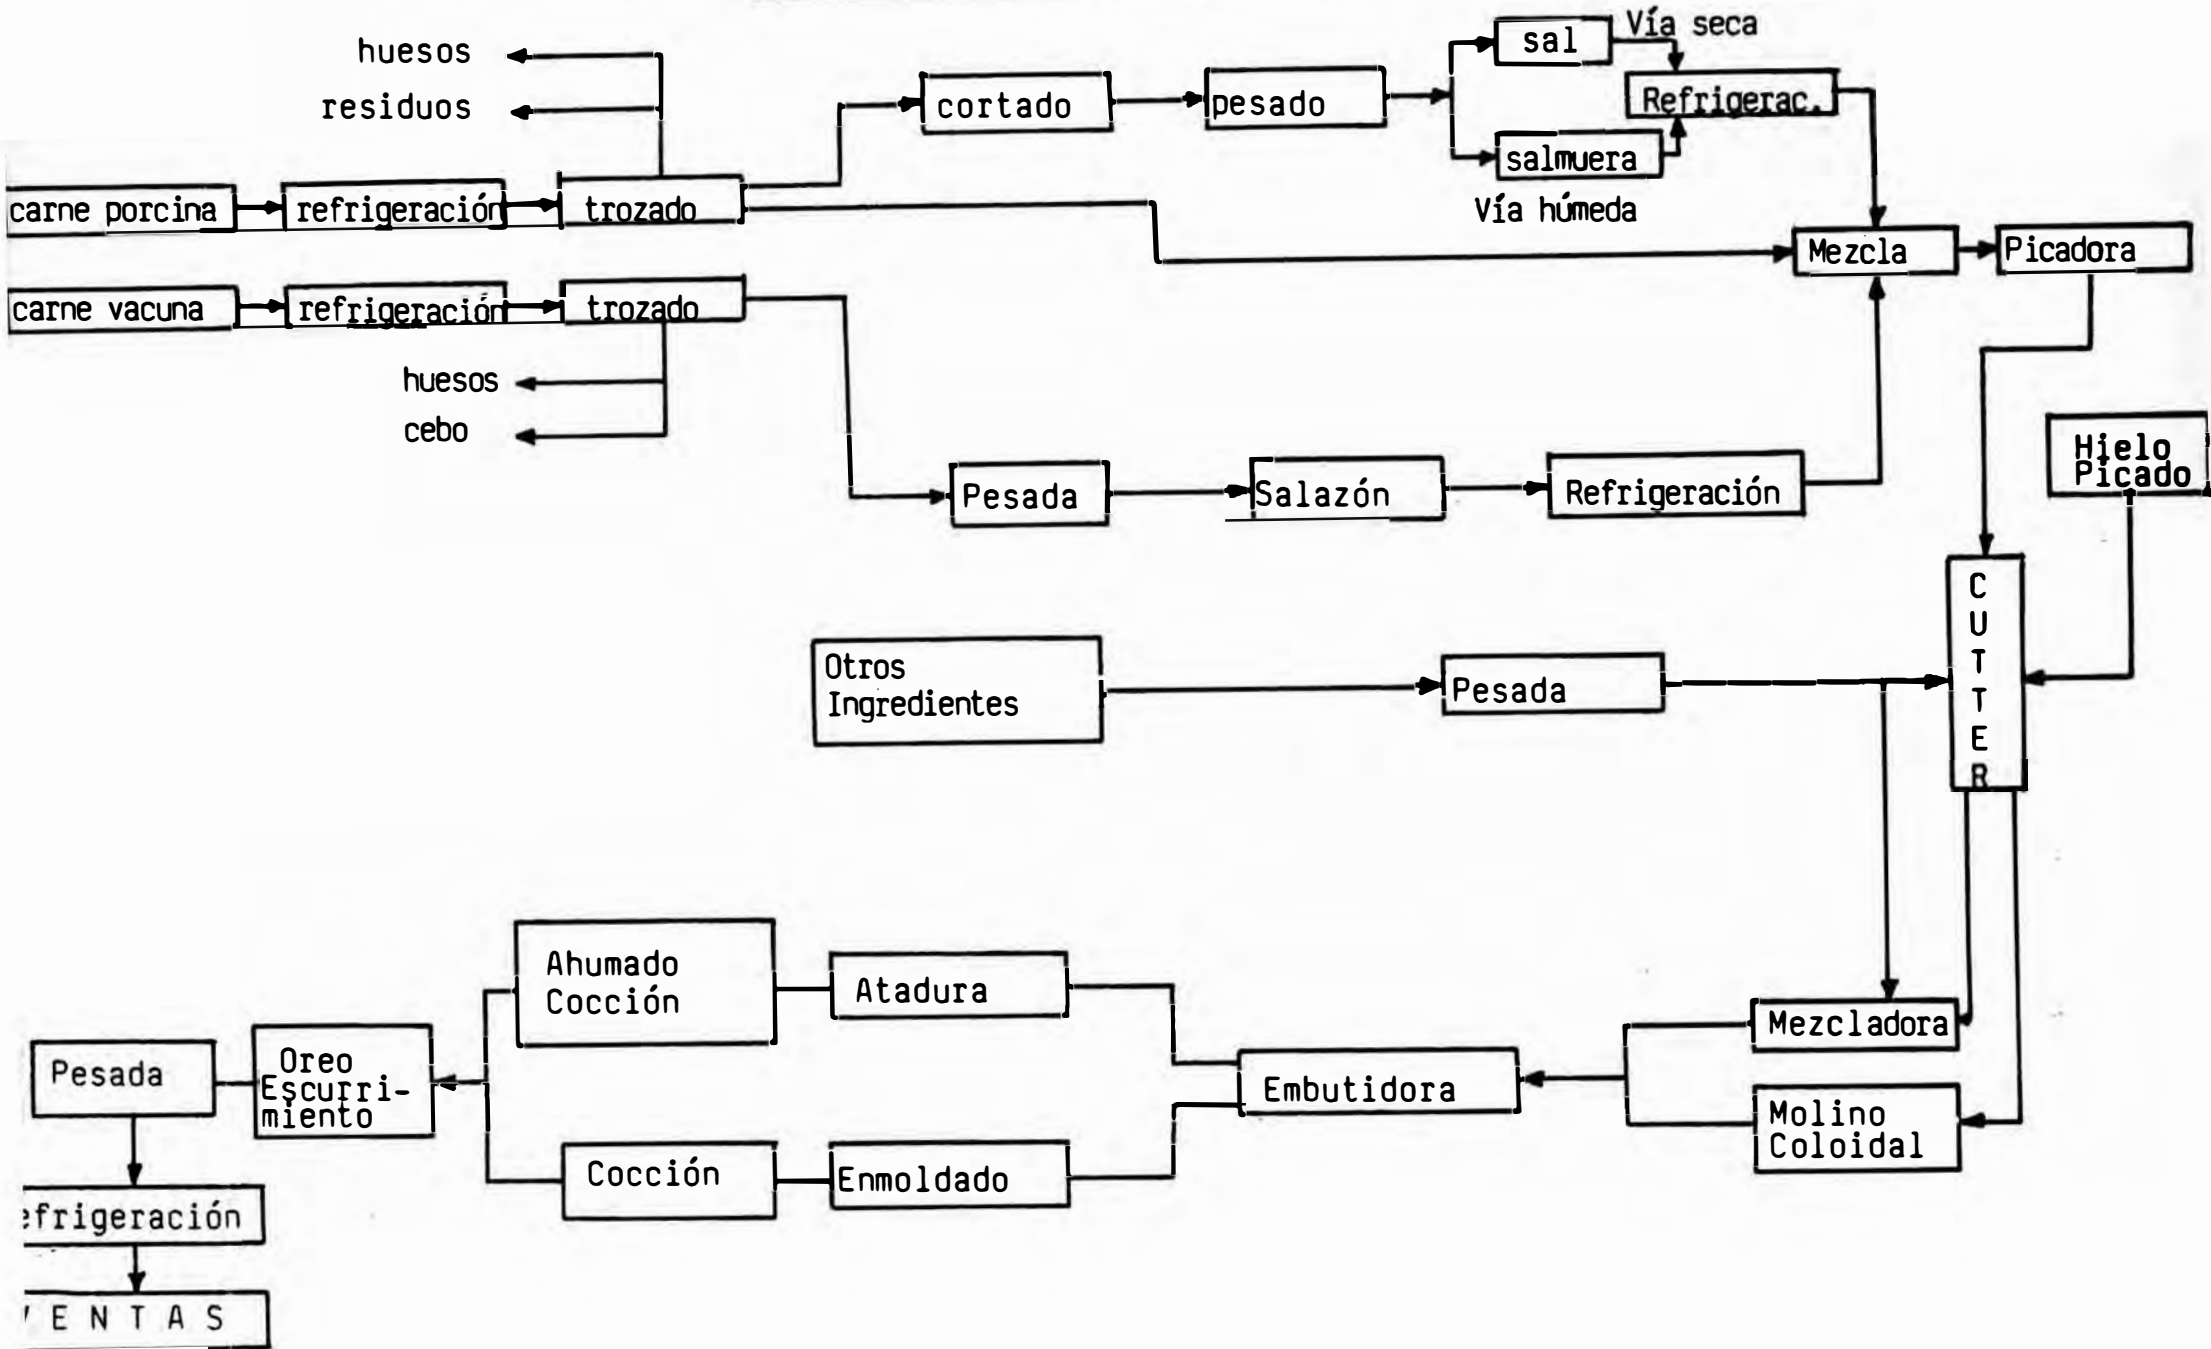 huesos
residuos
sal
Vía seca
cortado
pesado
Refrigerac.
salmuera
Vía húmeda
carne porcina
refrigeración
trozado
Mezcla
Picadora
carne vacuna
refrigeración
trozado
huesos
cebo
Pesada
Salazón
Refrigeración
Hielo
Picado
CUTTER
Otros
Ingredientes
Pesada
Ahumado
Cocción
Atadura
Mezcladora
Pesada
Oreo
Escurri-
miento
Embutidora
Molino
Coloidal
Cocción
Enmoldado
efrigeración
VENTAS